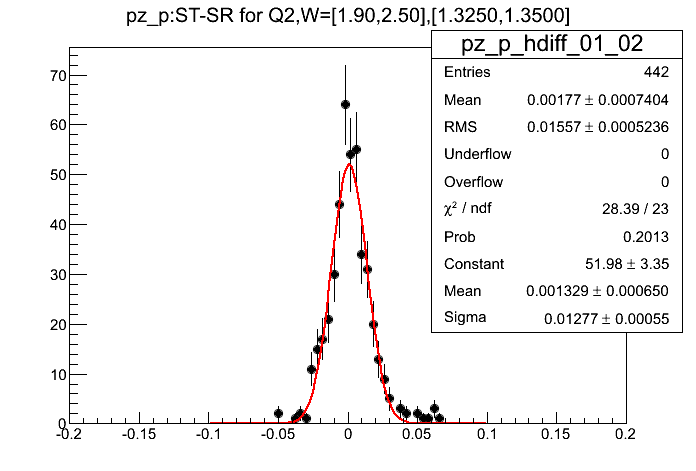 pz_p:ST-SR for Q2,W=[1.90,2.50],[1.3250,1.3500]
pz_p_hdiff_01_02
Entries 442
Mean 0.00177 ± 0.0007404
RMS 0.01557 ± 0.0005236
Underflow 0
Overflow 0
χ² / ndf 28.39 / 23
Prob 0.2013
Constant 51.98 ± 3.35
Mean 0.001329 ± 0.000650
Sigma 0.01277 ± 0.00055
70
60
50
40
30
20
10
0
-0.2 -0.15 -0.1 -0.05 0 0.05 0.1 0.15 0.2